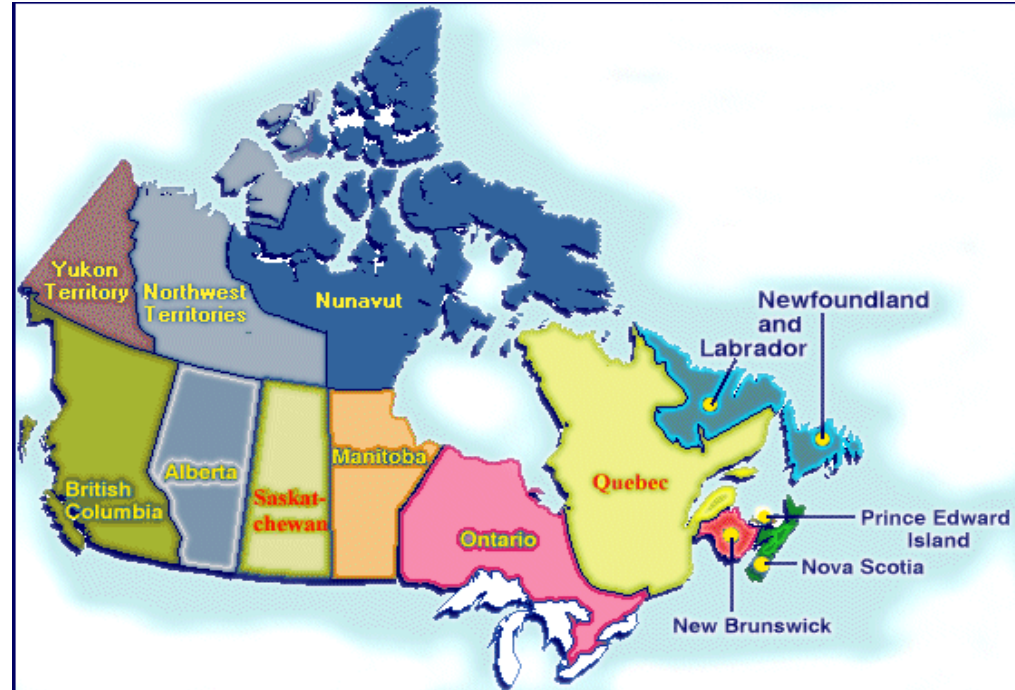 Yukon
Territory
Northwest
Territories
Nunavut
Newfoundland
and
Labrador
British
Columbia
Alberta
Saskat-
chewan
Manitoba
Ontario
Quebec
Prince Edward
Island
Nova Scotia
New Brunswick